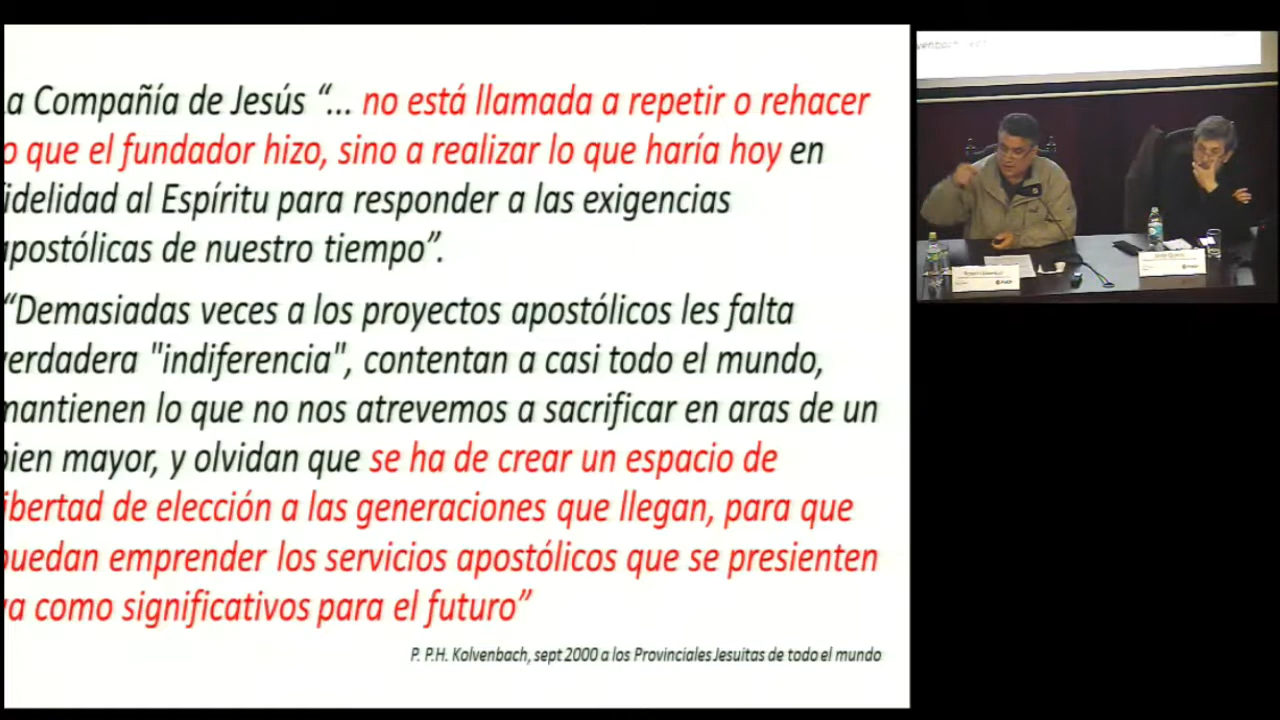 a Compañía de Jesús “... no está llamada a repetir o rehacer
o que el fundador hizo, sino a realizar lo que haría hoy en
idelidad al Espíritu para responder a las exigencias
apostólicas de nuestro tiempo”.
“Demasiadas veces a los proyectos apostólicos les falta
verdadera "indiferencia", contentan a casi todo el mundo,
mantienen lo que no nos atrevemos a sacrificar en aras de un
bien mayor, y olvidan que se ha de crear un espacio de
libertad de elección a las generaciones que llegan, para que
puedan emprender los servicios apostólicos que se presienten
ya como significativos para el futuro”
P. P.H. Kolvenbach, sept 2000 a los Provinciales Jesuitas de todo el mundo